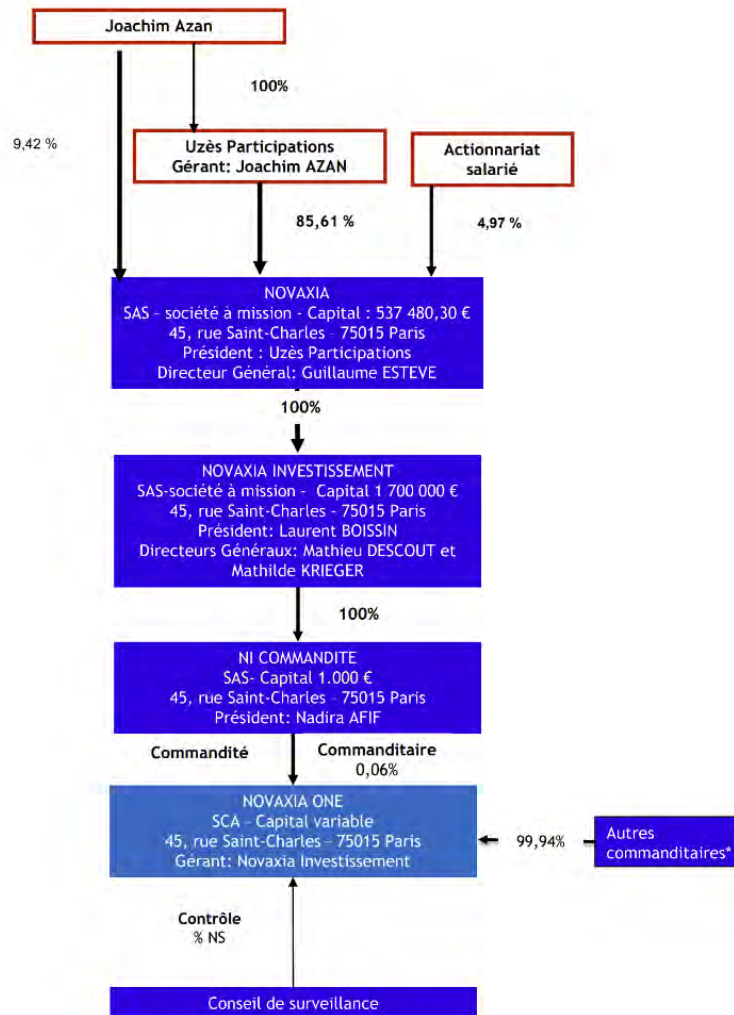 Joachim Azan
100%
9,42 %
Uzès Participations
Gérant: Joachim AZAN
Actionnariat
salarié
85,61 %
4,97 %
NOVAXIA
SAS – société à mission - Capital : 537 480,30 €
45, rue Saint-Charles – 75015 Paris
Président : Uzès Participations
Directeur Général: Guillaume ESTEVE
100%
NOVAXIA INVESTISSEMENT
SAS-société à mission - Capital 1 700 000 €
45, rue Saint-Charles - 75015 Paris
Président: Laurent BOISSIN
Directeurs Généraux: Mathieu DESCOUT et
Mathilde KRIEGER
100%
NI COMMANDITE
SAS- Capital 1.000 €
45, rue Saint-Charles – 75015 Paris
Président: Nadira AFIF
Commandité
Commanditaire
0,06%
NOVAXIA ONE
SCA – Capital variable
45, rue Saint-Charles – 75015 Paris
Gérant: Novaxia Investissement
99,94%
Autres
commanditaires*
Contrôle
% NS
Conseil de surveillance